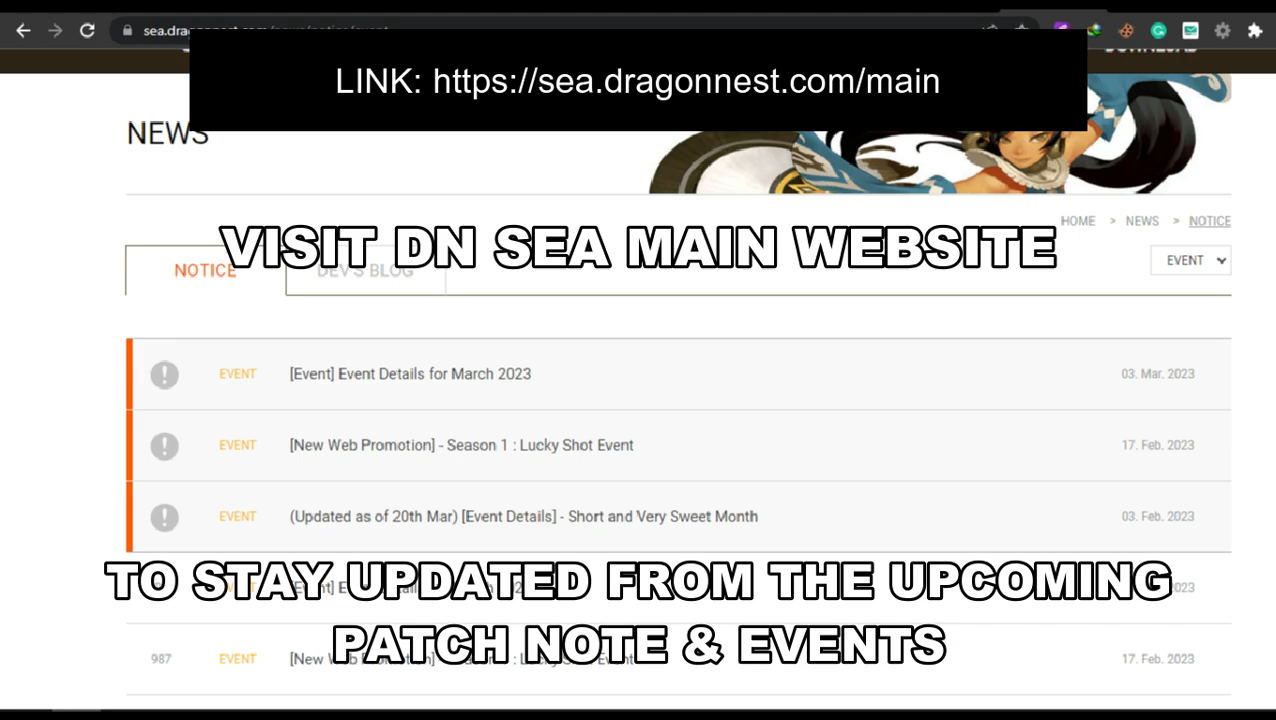 LINK: https://sea.dragonnest.com/main
NEWS
HOME > NEWS > NOTICE
VISIT DN SEA MAIN WEBSITE
NOTICE
DEV'S BLOG
EVENT
EVENT [Event] Event Details for March 2023 03. Mar. 2023
EVENT [New Web Promotion] - Season 1 : Lucky Shot Event 17. Feb. 2023
EVENT (Updated as of 20th Mar) [Event Details] - Short and Very Sweet Month 03. Feb. 2023
TO STAY UPDATED FROM THE UPCOMING
PATCH NOTE & EVENTS
987 EVENT [New 17. Feb. 2023